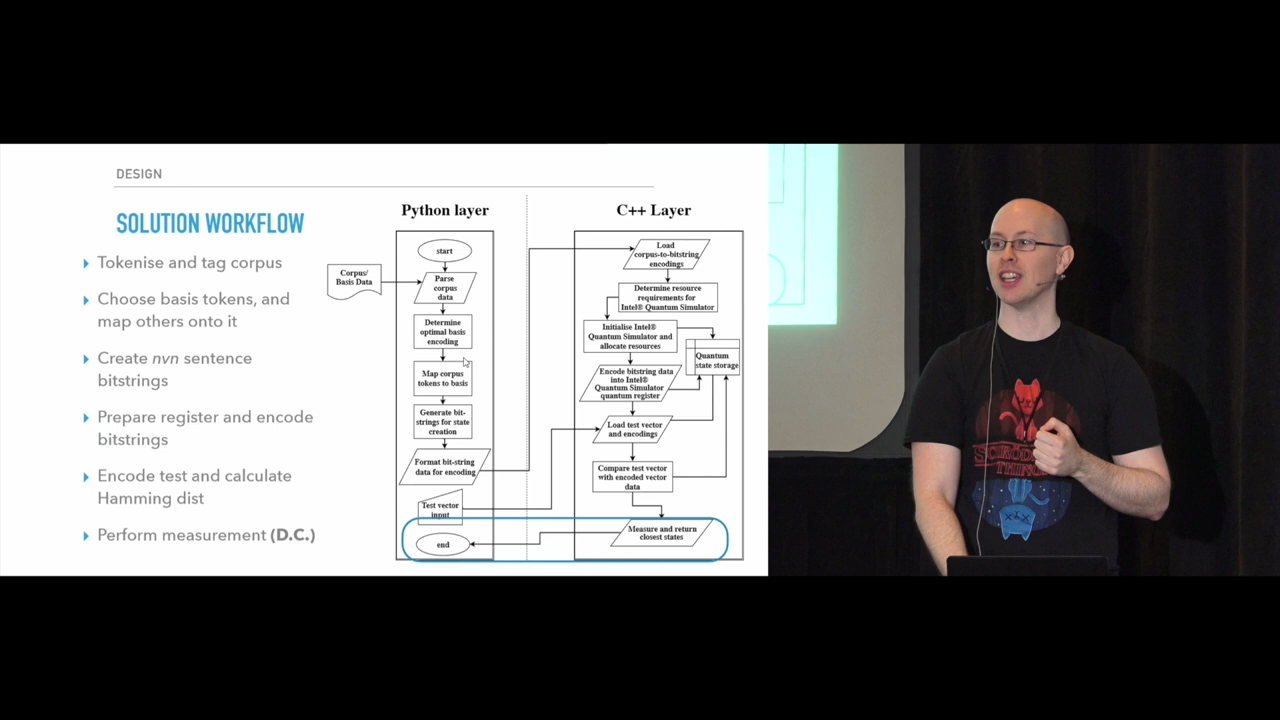 DESIGN
SOLUTION WORKFLOW
Tokenise and tag corpus
Choose basis tokens, and
map others onto it
Create nvn sentence
bitstrings
Prepare register and encode
bitstrings
Encode test and calculate
Hamming dist
Perform measurement (D.C.)
Python layer
start
Corpus/
Basis Data
Parse
corpus
data
Determine
optimal basis
encoding
Map corpus
tokens to basis
Generate bit-
strings for state
creation
Format bit-string
data for encoding
Test vector
input
end
C++ Layer
Load
corpus-to-bitstring
encodings
Determine resource
requirements for
Intel® Quantum Simulator
Initialise Intel®
Quantum Simulator and
allocate resources
Quantum
state storage
Encode bitstring data
into Intel®
Quantum Simulator
quantum register
Load test vector
and encodings
Compare test vector
with encoded vector
data
Measure and return
closest states